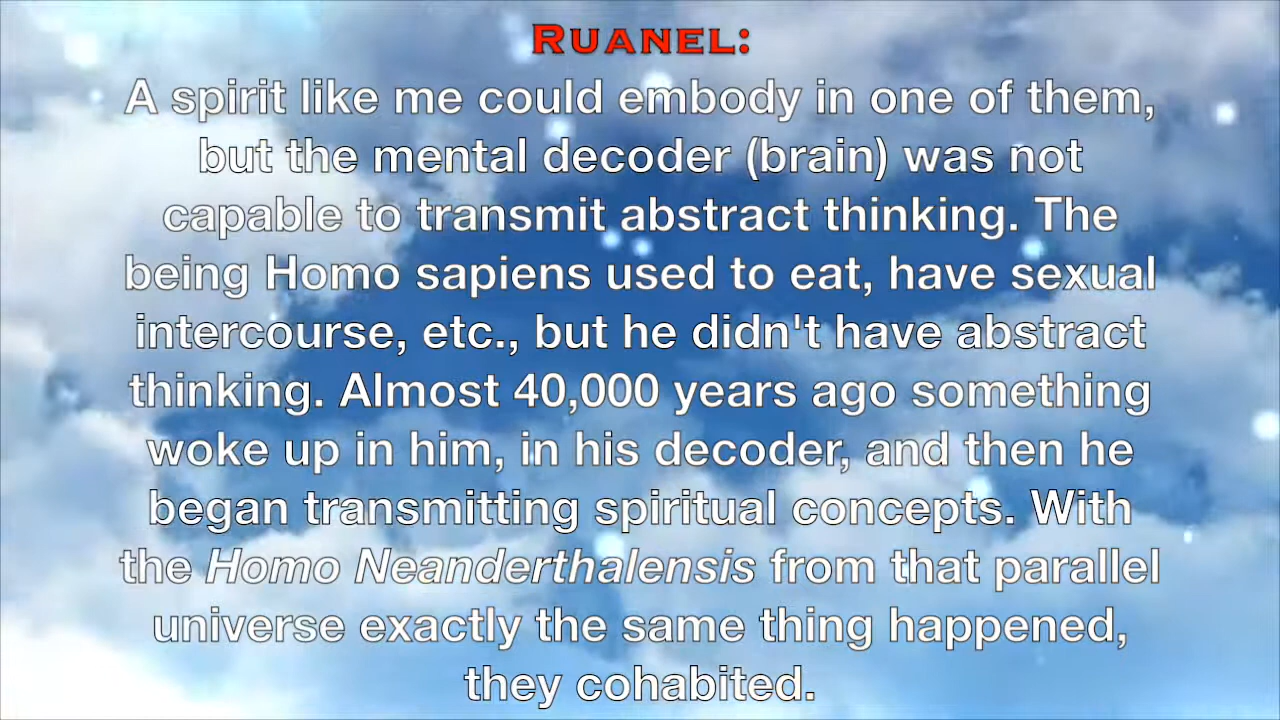 RUANEL:
A spirit like me could embody in one of them,
but the mental decoder (brain) was not
capable to transmit abstract thinking. The
being Homo sapiens used to eat, have sexual
intercourse, etc., but he didn't have abstract
thinking. Almost 40,000 years ago something
woke up in him, in his decoder, and then he
began transmitting spiritual concepts. With
the Homo Neanderthalensis from that parallel
universe exactly the same thing happened,
they cohabited.